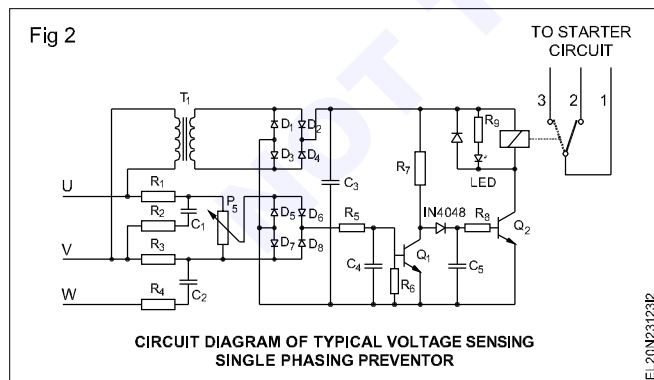 Fig 2
TO STARTER
CIRCUIT
3 2 1
T1
D1 D2
D3 D4
R9
C3
R7
LED
U
R1
P5
R2
C1
D5 D6
R5
IN4048
R8
Q2
V
R3
D7 D8
C4
Q1
C5
R6
W
R4
C2
CIRCUIT DIAGRAM OF TYPICAL VOLTAGE SENSING
SINGLE PHASING PREVENTOR
EL20N23123I2
NOT